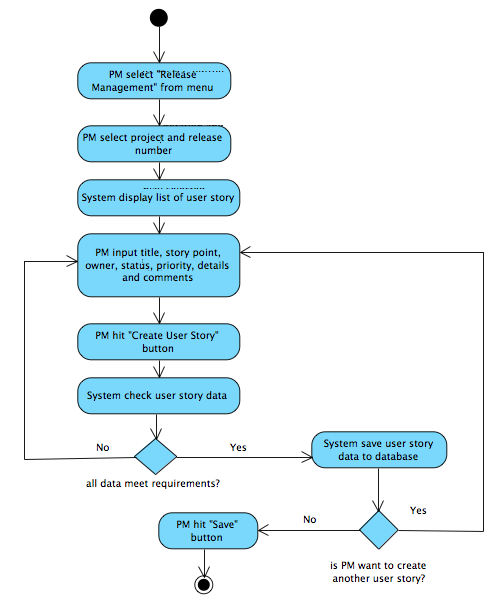 PM select "Release
Management" from menu
PM select project and release
number
System display list of user story
PM input title, story point,
owner, status, priority, details
and comments
PM hit "Create User Story"
button
System check user story data
No
Yes
all data meet requirements?
System save user story
data to database
Yes
No
PM hit "Save"
button
is PM want to create
another user story?